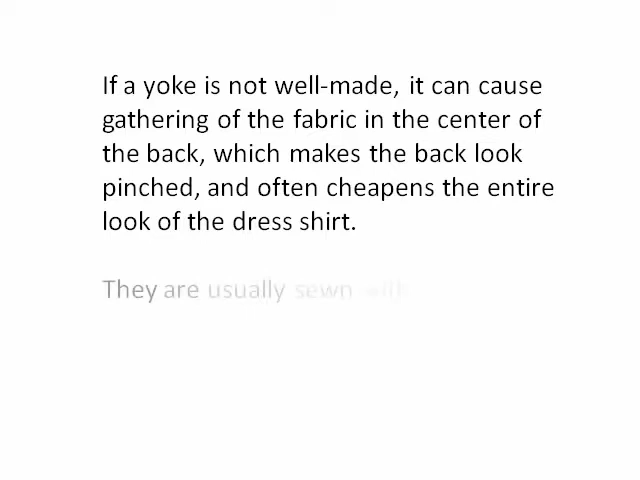 If a yoke is not well-made, it can cause
gathering of the fabric in the center of
the back, which makes the back look
pinched, and often cheapens the entire
look of the dress shirt.
They are usually sewn with